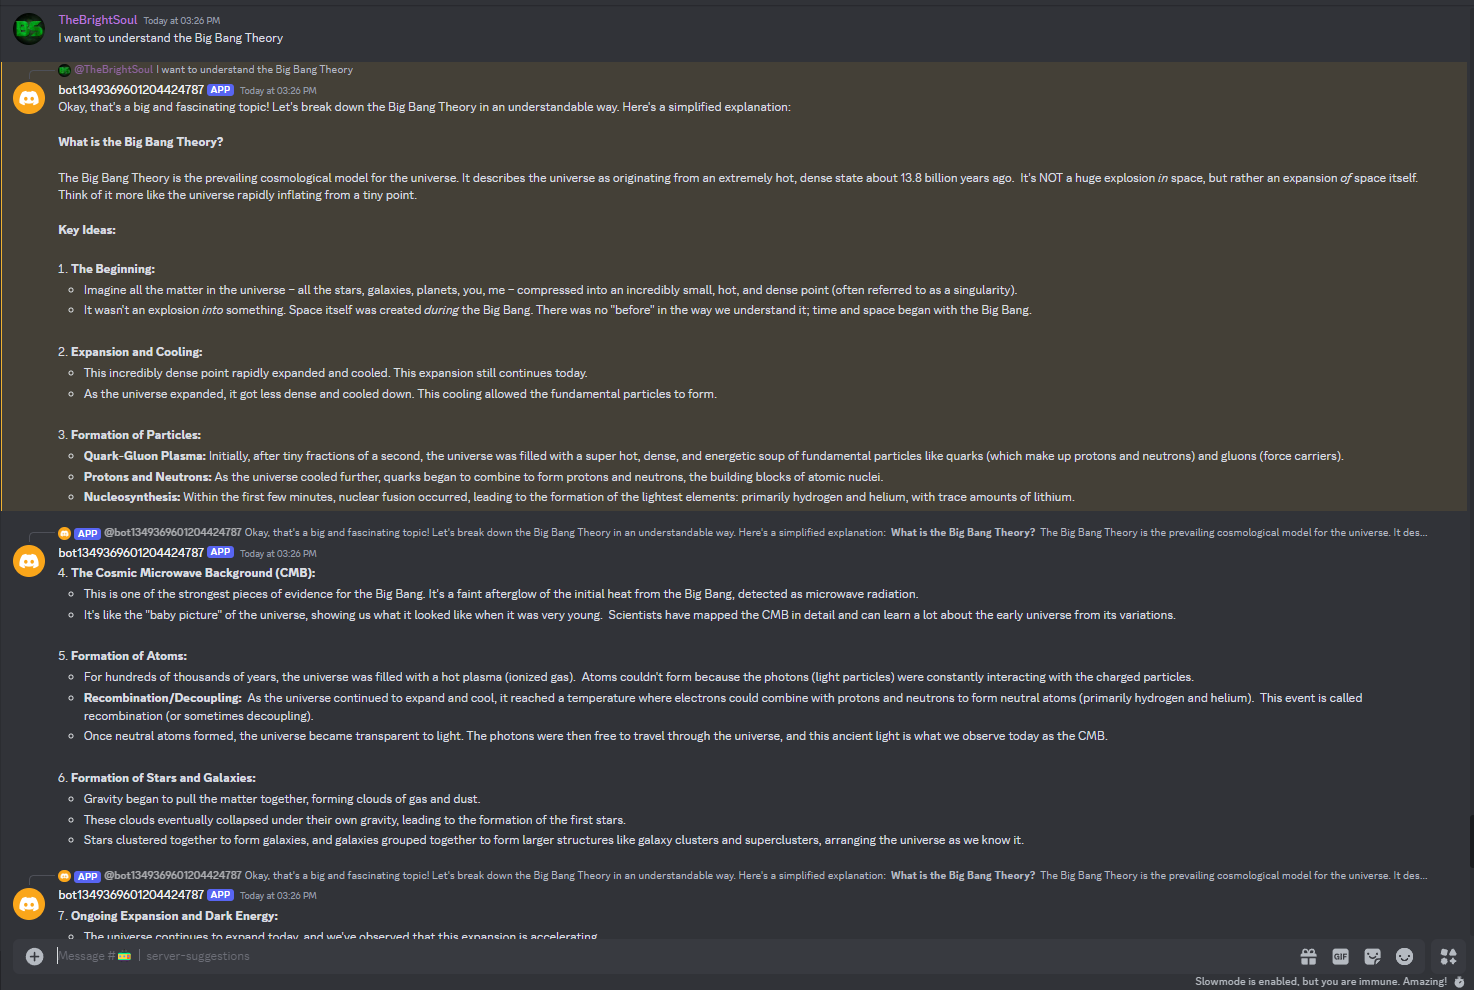 TheBrightSoul Today at 03:26 PM
I want to understand the Big Bang Theory
@TheBrightSoul I want to understand the Big Bang Theory
bot1349369601204424787 APP Today at 03:26 PM
Okay, that's a big and fascinating topic! Let's break down the Big Bang Theory in an understandable way. Here's a simplified explanation:
What is the Big Bang Theory?
The Big Bang Theory is the prevailing cosmological model for the universe. It describes the universe as originating from an extremely hot, dense state about 13.8 billion years ago.  It's NOT a huge explosion in space, but rather an expansion of space itself.
Think of it more like the universe rapidly inflating from a tiny point.
Key Ideas:
1. The Beginning:
Imagine all the matter in the universe – all the stars, galaxies, planets, you, me – compressed into an incredibly small, hot, and dense point (often referred to as a singularity).
It wasn't an explosion into something. Space itself was created during the Big Bang. There was no "before" in the way we understand it; time and space began with the Big Bang.
2. Expansion and Cooling:
This incredibly dense point rapidly expanded and cooled. This expansion still continues today.
As the universe expanded, it got less dense and cooled down. This cooling allowed the fundamental particles to form.
3. Formation of Particles:
Quark-Gluon Plasma: Initially, after tiny fractions of a second, the universe was filled with a super hot, dense, and energetic soup of fundamental particles like quarks (which make up protons and neutrons) and gluons (force carriers).
Protons and Neutrons: As the universe cooled further, quarks began to combine to form protons and neutrons, the building blocks of atomic nuclei.
Nucleosynthesis: Within the first few minutes, nuclear fusion occurred, leading to the formation of the lightest elements: primarily hydrogen and helium, with trace amounts of lithium.
APP @bot1349369601204424787 Okay, that's a big and fascinating topic! Let's break down the Big Bang Theory in an understandable way. Here's a simplified explanation:  What is the Big Bang Theory?  The Big Bang Theory is the prevailing cosmological model for the universe. It des...
bot1349369601204424787 APP Today at 03:26 PM
4. The Cosmic Microwave Background (CMB):
This is one of the strongest pieces of evidence for the Big Bang. It's a faint afterglow of the initial heat from the Big Bang, detected as microwave radiation.
It's like the "baby picture" of the universe, showing us what it looked like when it was very young.  Scientists have mapped the CMB in detail and can learn a lot about the early universe from its variations.
5. Formation of Atoms:
For hundreds of thousands of years, the universe was filled with a hot plasma (ionized gas).  Atoms couldn't form because the photons (light particles) were constantly interacting with the charged particles.
Recombination/Decoupling:  As the universe continued to expand and cool, it reached a temperature where electrons could combine with protons and neutrons to form neutral atoms (primarily hydrogen and helium).  This event is called
recombination (or sometimes decoupling).
Once neutral atoms formed, the universe became transparent to light. The photons were then free to travel through the universe, and this ancient light is what we observe today as the CMB.
6. Formation of Stars and Galaxies:
Gravity began to pull the matter together, forming clouds of gas and dust.
These clouds eventually collapsed under their own gravity, leading to the formation of the first stars.
Stars clustered together to form galaxies, and galaxies grouped together to form larger structures like galaxy clusters and superclusters, arranging the universe as we know it.
APP @bot1349369601204424787 Okay, that's a big and fascinating topic! Let's break down the Big Bang Theory in an understandable way. Here's a simplified explanation:  What is the Big Bang Theory?  The Big Bang Theory is the prevailing cosmological model for the universe. It des...
bot1349369601204424787 APP Today at 03:26 PM
7. Ongoing Expansion and Dark Energy:
The universe continues to expand today, and we've observed that this expansion is accelerating.
Message # | server-suggestions
GIF
Slowmode is enabled, but you are immune. Amazing!